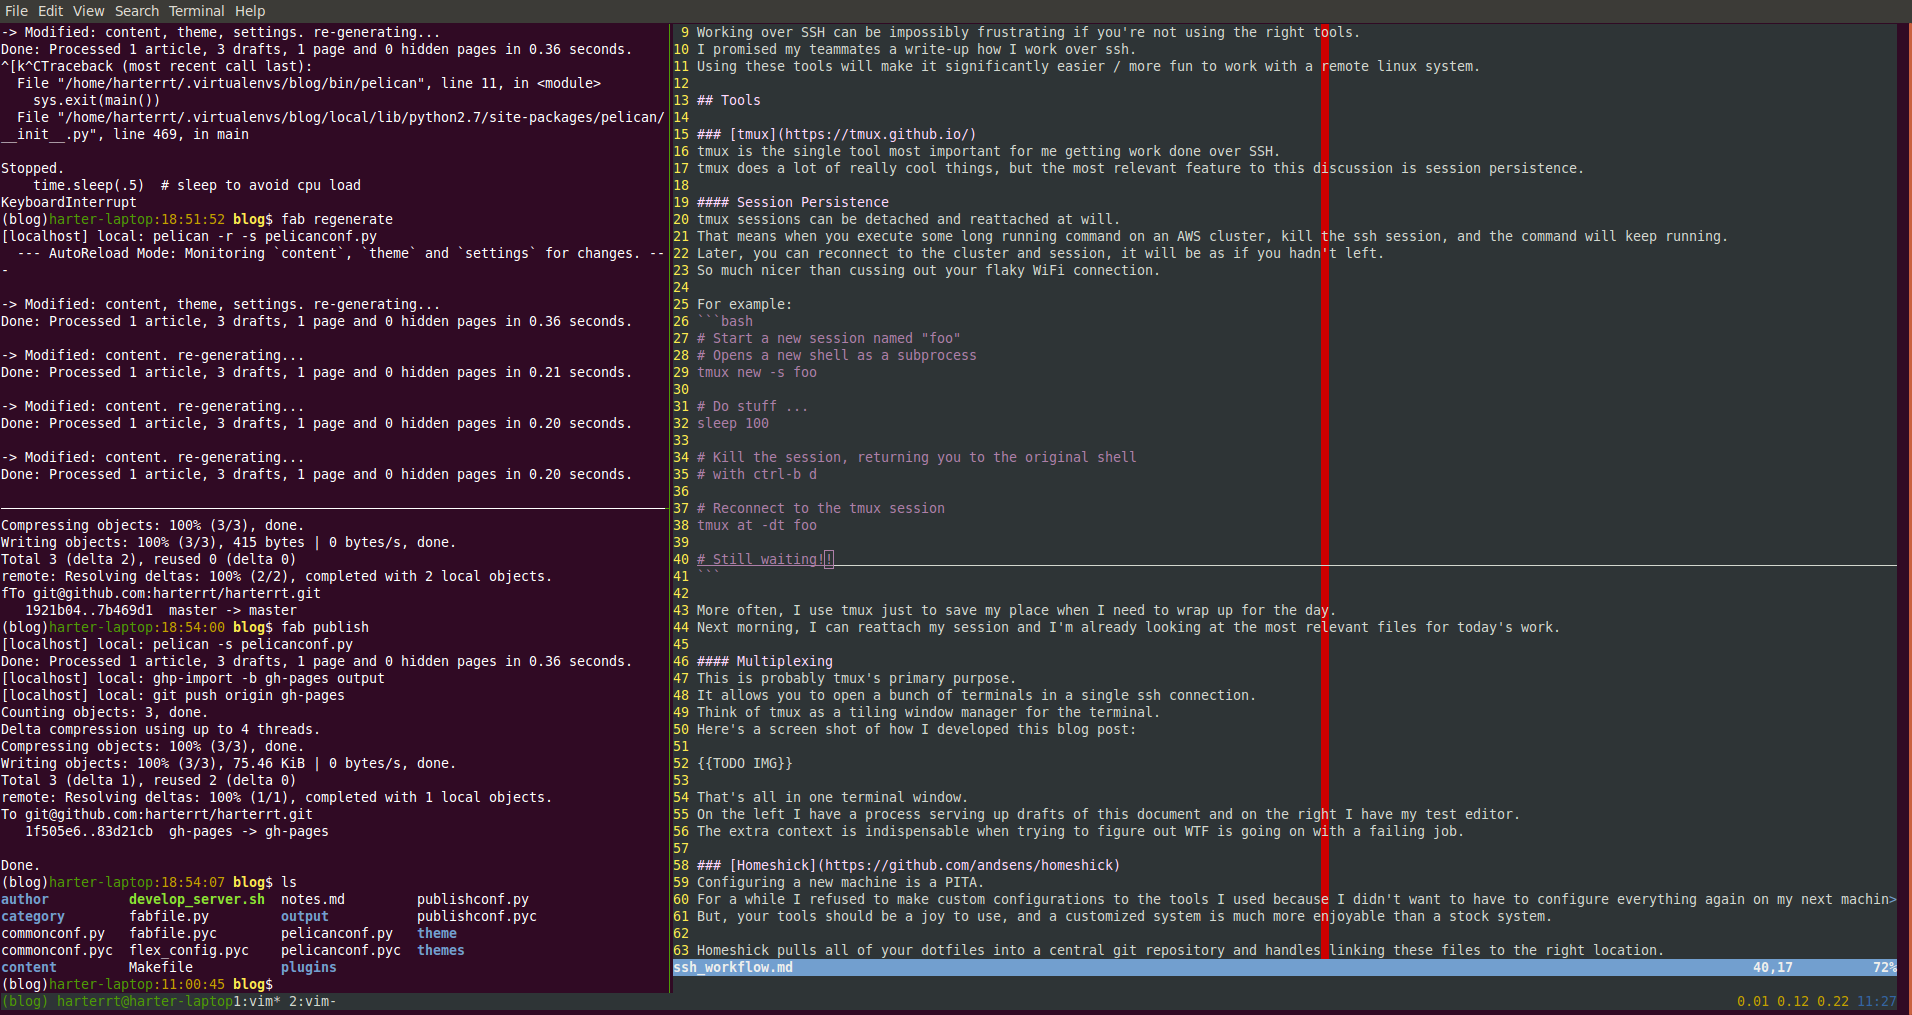 File Edit View Search Terminal Help
-> Modified: content, theme, settings. re-generating...
Done: Processed 1 article, 3 drafts, 1 page and 0 hidden pages in 0.36 seconds.
^[k^CTraceback (most recent call last):
  File "/home/harterrt/.virtualenvs/blog/bin/pelican", line 11, in <module>
    sys.exit(main())
  File "/home/harterrt/.virtualenvs/blog/local/lib/python2.7/site-packages/pelican/
__init__.py", line 469, in main

Stopped.
    time.sleep(.5)  # sleep to avoid cpu load
KeyboardInterrupt
(blog)harter-laptop:18:51:52 blog$ fab regenerate
[localhost] local: pelican -r -s pelicanconf.py
  --- AutoReload Mode: Monitoring `content`, `theme` and `settings` for changes. --
-

-> Modified: content, theme, settings. re-generating...
Done: Processed 1 article, 3 drafts, 1 page and 0 hidden pages in 0.36 seconds.

-> Modified: content. re-generating...
Done: Processed 1 article, 3 drafts, 1 page and 0 hidden pages in 0.21 seconds.

-> Modified: content. re-generating...
Done: Processed 1 article, 3 drafts, 1 page and 0 hidden pages in 0.20 seconds.

-> Modified: content. re-generating...
Done: Processed 1 article, 3 drafts, 1 page and 0 hidden pages in 0.20 seconds.

Compressing objects: 100% (3/3), done.
Writing objects: 100% (3/3), 415 bytes | 0 bytes/s, done.
Total 3 (delta 2), reused 0 (delta 0)
remote: Resolving deltas: 100% (2/2), completed with 2 local objects.
fTo git@github.com:harterrt/harterrt.git
   1921b04..7b469d1  master -> master
(blog)harter-laptop:18:54:00 blog$ fab publish
[localhost] local: pelican -s pelicanconf.py
Done: Processed 1 article, 3 drafts, 1 page and 0 hidden pages in 0.36 seconds.
[localhost] local: ghp-import -b gh-pages output
[localhost] local: git push origin gh-pages
Counting objects: 3, done.
Delta compression using up to 4 threads.
Compressing objects: 100% (3/3), done.
Writing objects: 100% (3/3), 75.46 KiB | 0 bytes/s, done.
Total 3 (delta 1), reused 2 (delta 0)
remote: Resolving deltas: 100% (1/1), completed with 1 local objects.
To git@github.com:harterrt/harterrt.git
   1f505e6..83d21cb  gh-pages -> gh-pages

Done.
(blog)harter-laptop:18:54:07 blog$ ls
author          develop_server.sh  notes.md         publishconf.py
category        fabfile.py         output           publishconf.pyc
commonconf.py   fabfile.pyc        pelicanconf.py   theme
commonconf.pyc  flex_config.pyc    pelicanconf.pyc  themes
content         Makefile           plugins
(blog)harter-laptop:11:00:45 blog$
 9 Working over SSH can be impossibly frustrating if you're not using the right tools.
10 I promised my teammates a write-up how I work over ssh.
11 Using these tools will make it significantly easier / more fun to work with a remote linux system.
12
13 ## Tools
14
15 ### [tmux](https://tmux.github.io/)
16 tmux is the single tool most important for me getting work done over SSH.
17 tmux does a lot of really cool things, but the most relevant feature to this discussion is session persistence.
18
19 #### Session Persistence
20 tmux sessions can be detached and reattached at will.
21 That means when you execute some long running command on an AWS cluster, kill the ssh session, and the command will keep running.
22 Later, you can reconnect to the cluster and session, it will be as if you hadn't left.
23 So much nicer than cussing out your flaky WiFi connection.
24
25 For example:
26 ```bash
27 # Start a new session named "foo"
28 # Opens a new shell as a subprocess
29 tmux new -s foo
30
31 # Do stuff ...
32 sleep 100
33
34 # Kill the session, returning you to the original shell
35 # with ctrl-b d
36
37 # Reconnect to the tmux session
38 tmux at -dt foo
39
40 # Still waiting!!
41 ```
42
43 More often, I use tmux just to save my place when I need to wrap up for the day.
44 Next morning, I can reattach my session and I'm already looking at the most relevant files for today's work.
45
46 #### Multiplexing
47 This is probably tmux's primary purpose.
48 It allows you to open a bunch of terminals in a single ssh connection.
49 Think of tmux as a tiling window manager for the terminal.
50 Here's a screen shot of how I developed this blog post:
51
52 {{TODO IMG}}
53
54 That's all in one terminal window.
55 On the left I have a process serving up drafts of this document and on the right I have my test editor.
56 The extra context is indispensable when trying to figure out WTF is going on with a failing job.
57
58 ### [Homeshick](https://github.com/andsens/homeshick)
59 Configuring a new machine is a PITA.
60 For a while I refused to make custom configurations to the tools I used because I didn't want to have to configure everything again on my next machin>
61 But, your tools should be a joy to use, and a customized system is much more enjoyable than a stock system.
62
63 Homeshick pulls all of your dotfiles into a central git repository and handles linking these files to the right location.
ssh_workflow.md 40,17 72%
(blog) harterrt@harter-laptop1:vim* 2:vim- 0.01 0.12 0.22 11:27